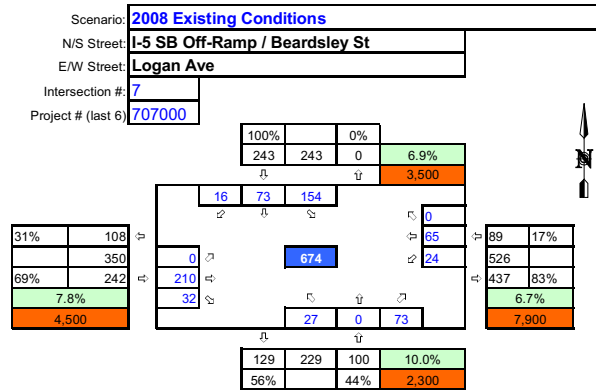 Scenario: 2008 Existing Conditions
N/S Street: I-5 SB Off-Ramp / Beardsley St
E/W Street: Logan Ave
Intersection #: 7
Project # (last 6) 707000
100% 0%
243 243 0 6.9%
⇩ ⇧ 3,500
N
16 73 154
⬃ ⇩ ⬂ ⬁ 0
31% 108 ⇦ ⇦ 65 ⇦ 89 17%
350 0 ⬀ 674 ⬃ 24 526
69% 242 ⇨ 210 ⇨ ⇨ 437 83%
7.8% 32 ⬂ ⬁ ⇧ ⬀ 6.7%
4,500 27 0 73 7,900
⇩ ⇧
129 229 100 10.0%
56% 44% 2,300